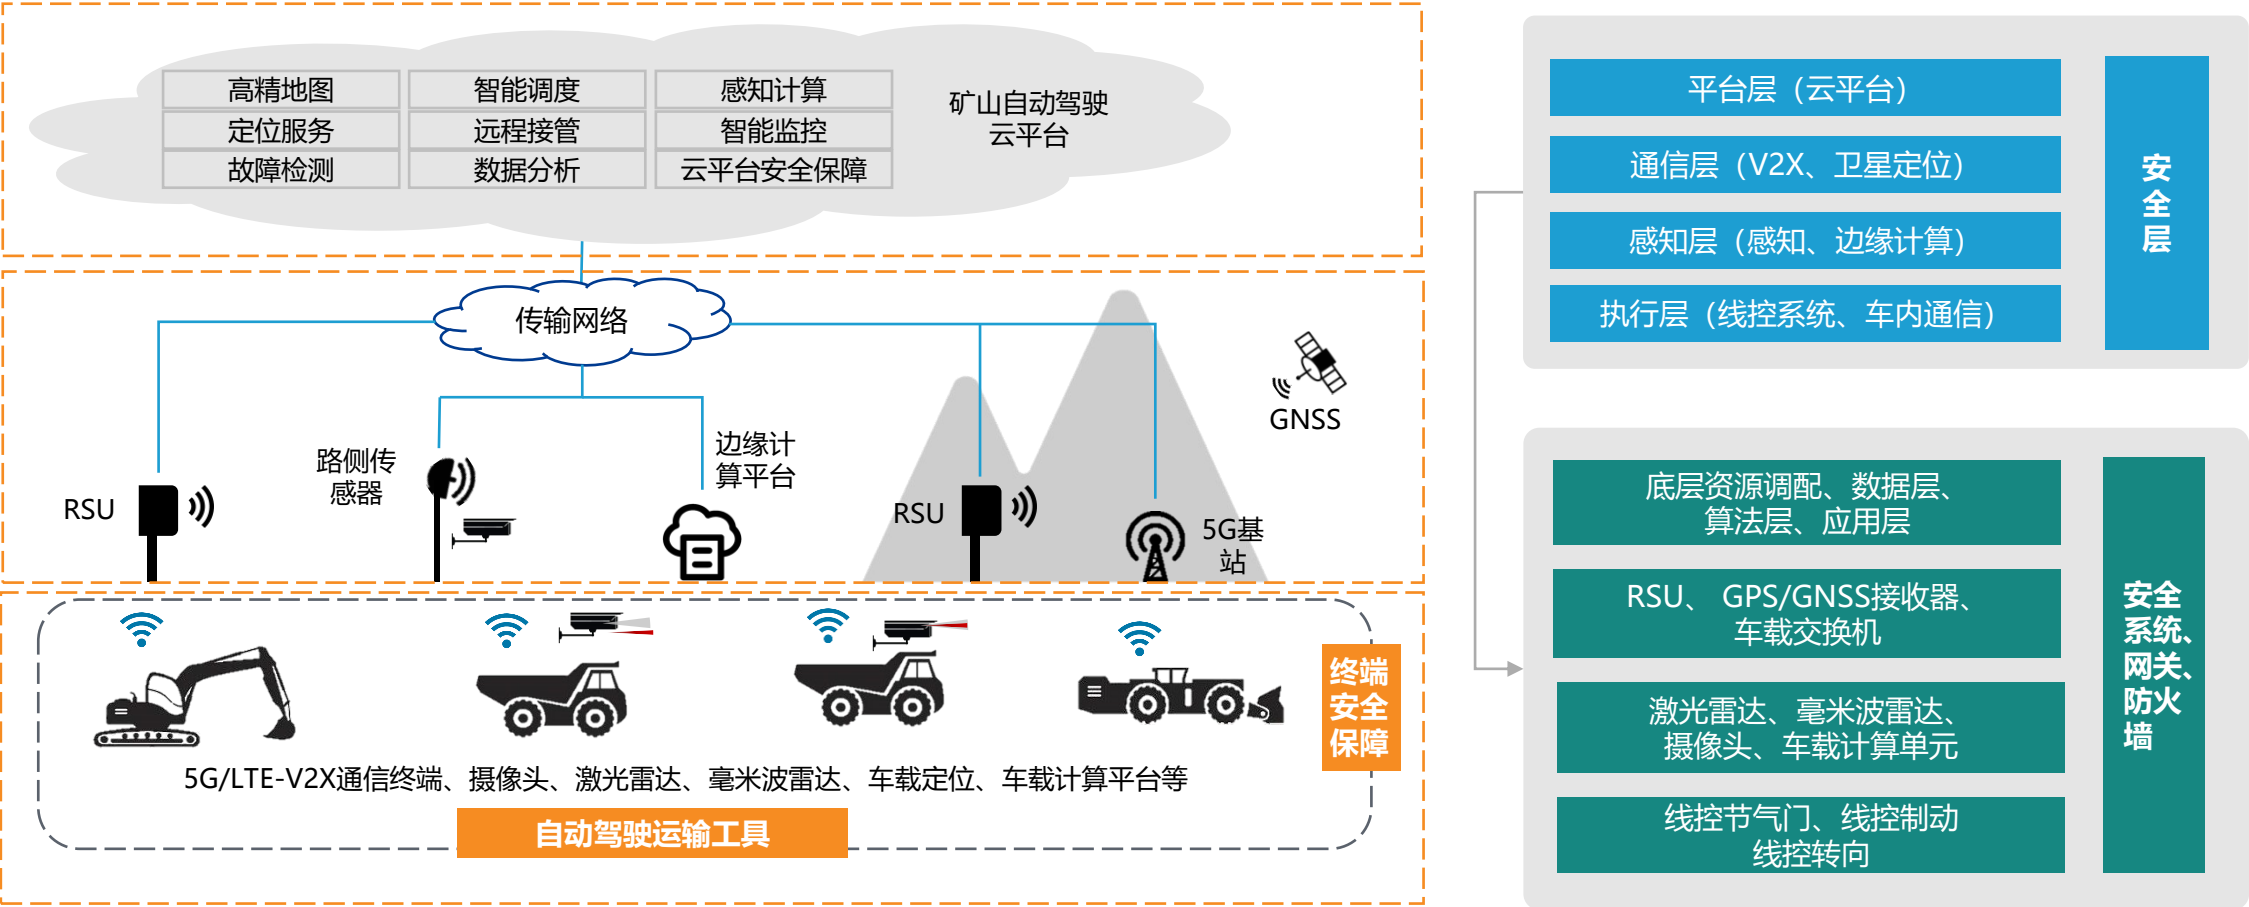 高精地图
智能调度
感知计算
定位服务
远程接管
智能监控
故障检测
数据分析
云平台安全保障
矿山自动驾驶
云平台
传输网络
GNSS
RSU
路侧传
感器
边缘计
算平台
RSU
5G基
站
5G/LTE-V2X通信终端、摄像头、激光雷达、毫米波雷达、车载定位、车载计算平台等
终端
安全
保障
自动驾驶运输工具
平台层（云平台）
通信层（V2X、卫星定位）
感知层（感知、边缘计算）
执行层（线控系统、车内通信）
安
全
层
底层资源调配、数据层、
算法层、应用层
RSU、 GPS/GNSS接收器、
车载交换机
激光雷达、毫米波雷达、
摄像头、车载计算单元
线控节气门、线控制动
线控转向
安全
系统、
网关、
防火
墙